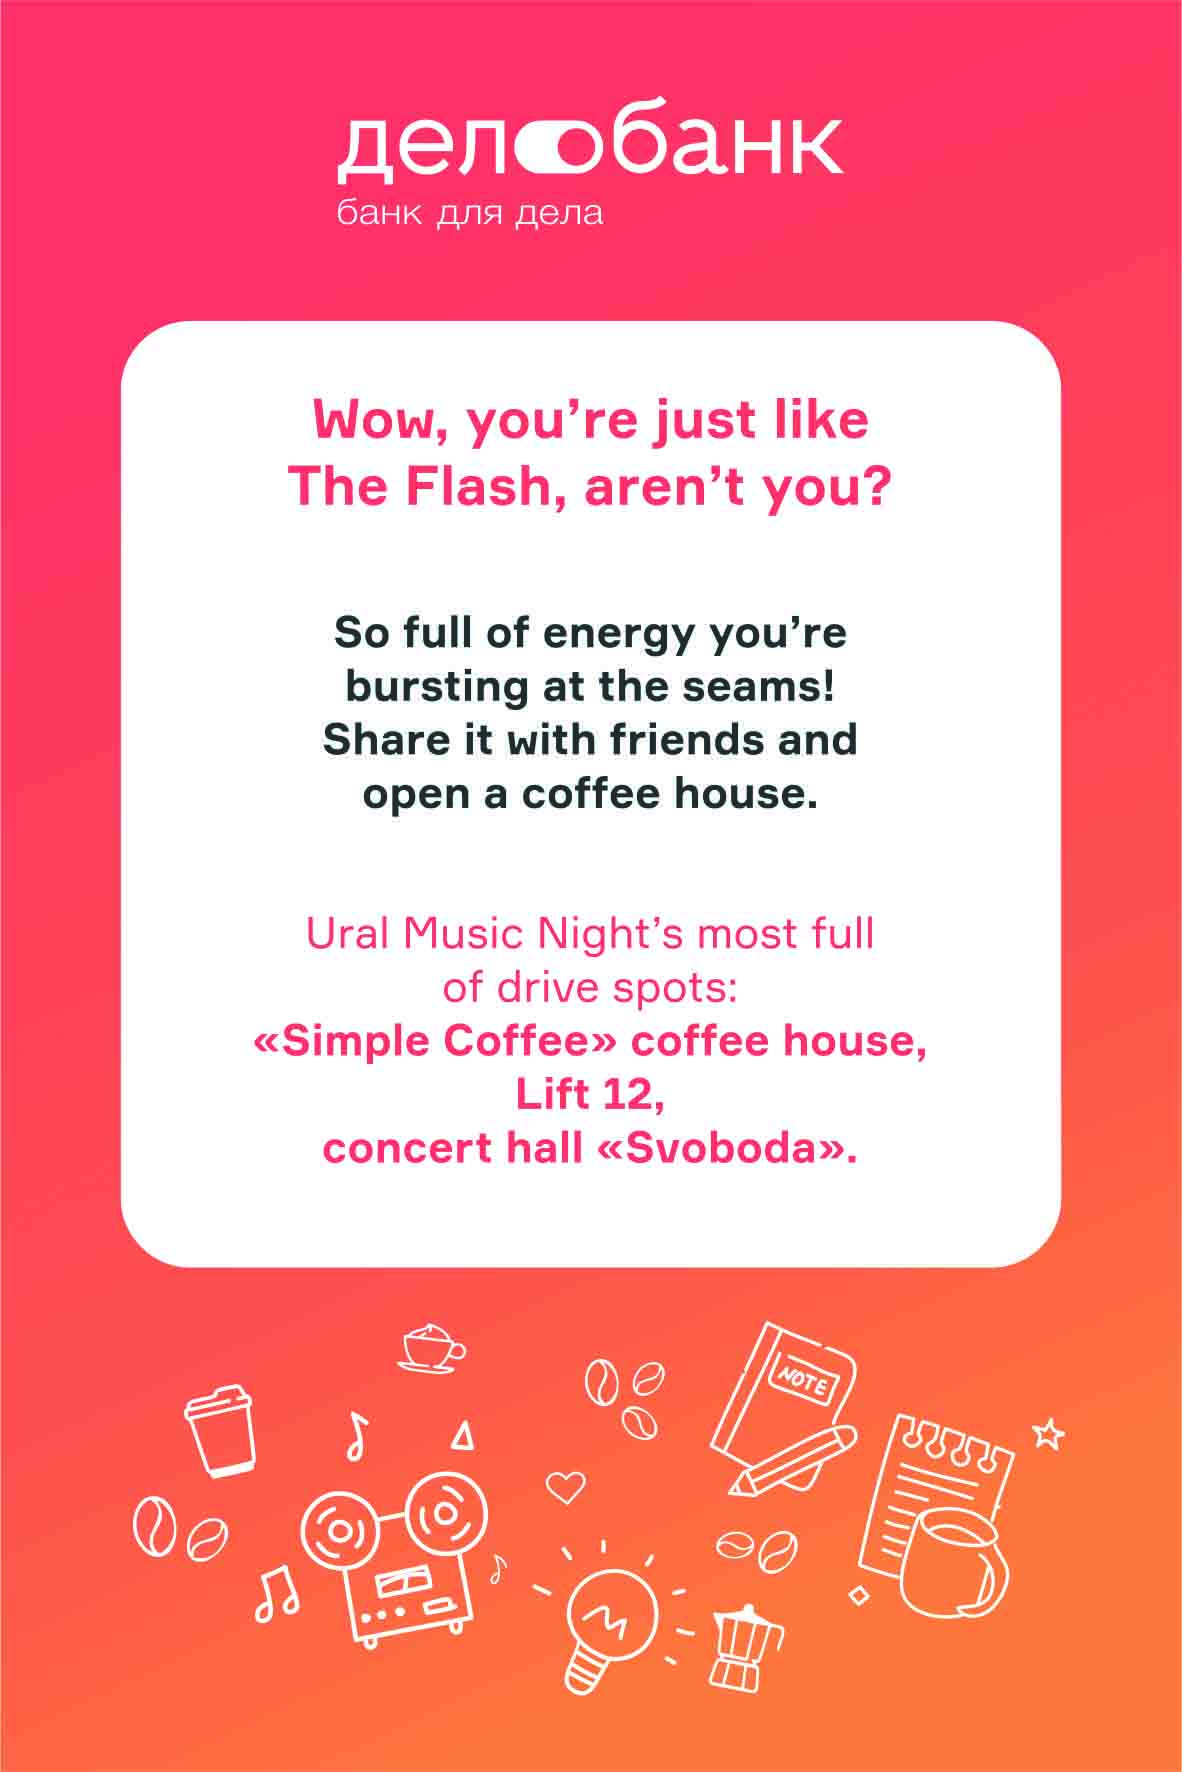 делобанк
банк для дела
Wow, you’re just like
The Flash, aren’t you?
So full of energy you’re
bursting at the seams!
Share it with friends and
open a coffee house.
Ural Music Night’s most full
of drive spots:
«Simple Coffee» coffee house,
Lift 12,
concert hall «Svoboda».
NOTE